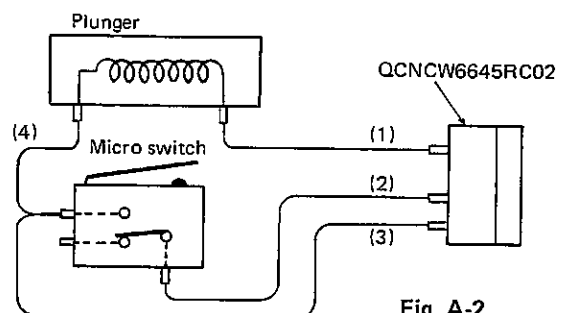 Plunger
QCNCW6645RC02
(4)
(1)
Micro switch
(2)
(3)
Fig. A-2